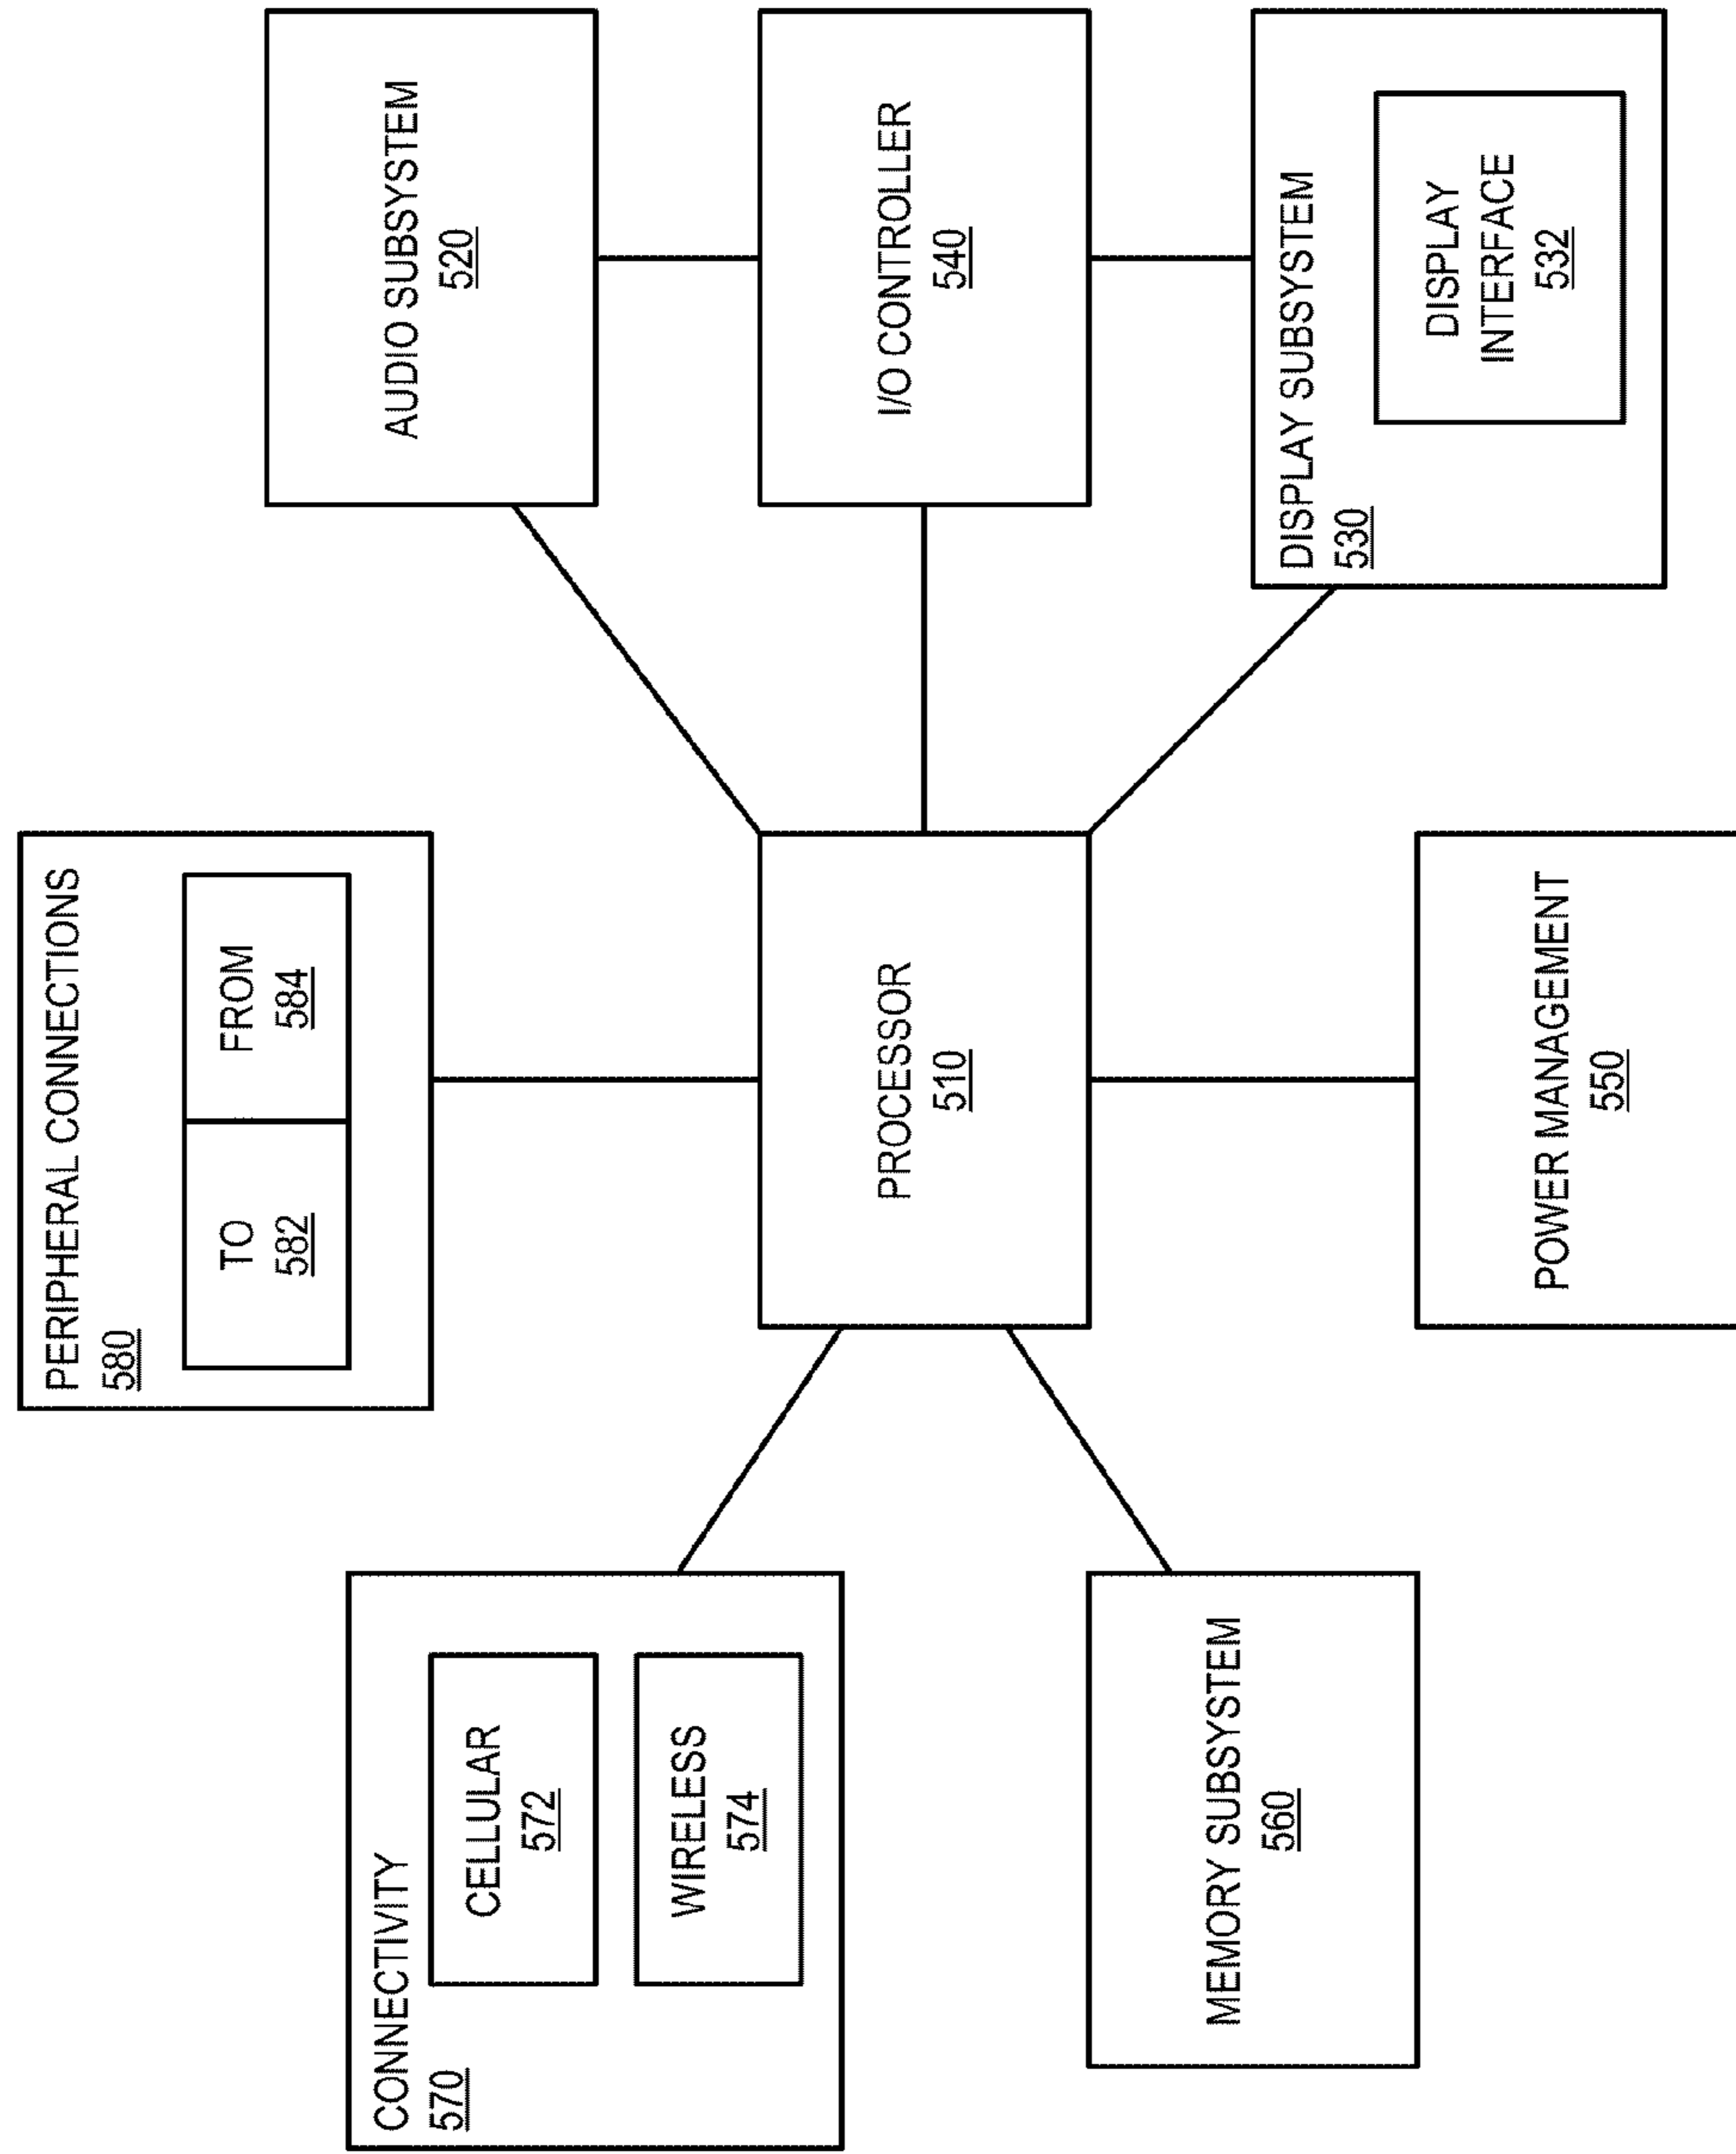 CONNECTIVITY
570
CELLULAR
572
WIRELESS
574
PERIPHERAL CONNECTIONS
580
TO
582
FROM
584
AUDIO SUBSYSTEM
520
PROCESSOR
510
I/O CONTROLLER
540
MEMORY SUBSYSTEM
560
POWER MANAGEMENT
550
DISPLAY SUBSYSTEM
530
DISPLAY
INTERFACE
532